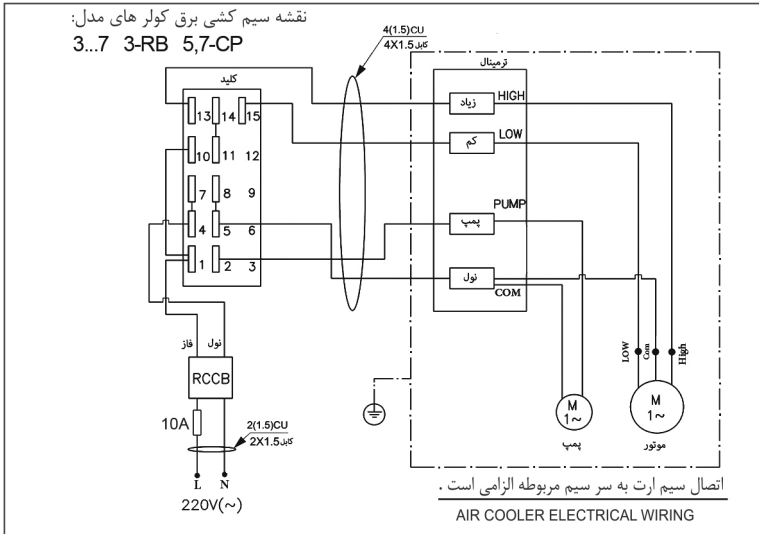 نقشه سیم کشی برق کولر های مدل:
3...7 3-RB 5,7-CP
4(1.5)CU
4X1.5 کابل
کلید
ترمینال
13 14 15
10 11 12
7 8 9
4 5 6
1 2 3
زیاد HIGH
کم LOW
پمپ PUMP
نول COM
فاز نول
RCCB
10A
2(1.5)CU
2X1.5 کابل
L N
220V(~)
LOW Com High
M
1~
پمپ
M
1~
موتور
اتصال سیم ارت به سر سیم مربوطه الزامی است .
AIR COOLER ELECTRICAL WIRING